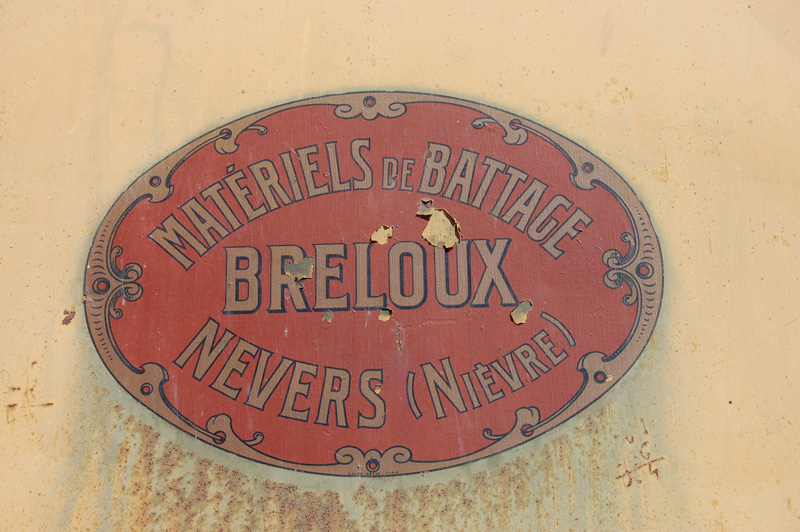 MATÉRIELS DE BATTAGE
BRELOUX
NEVERS (NIÈVRE)